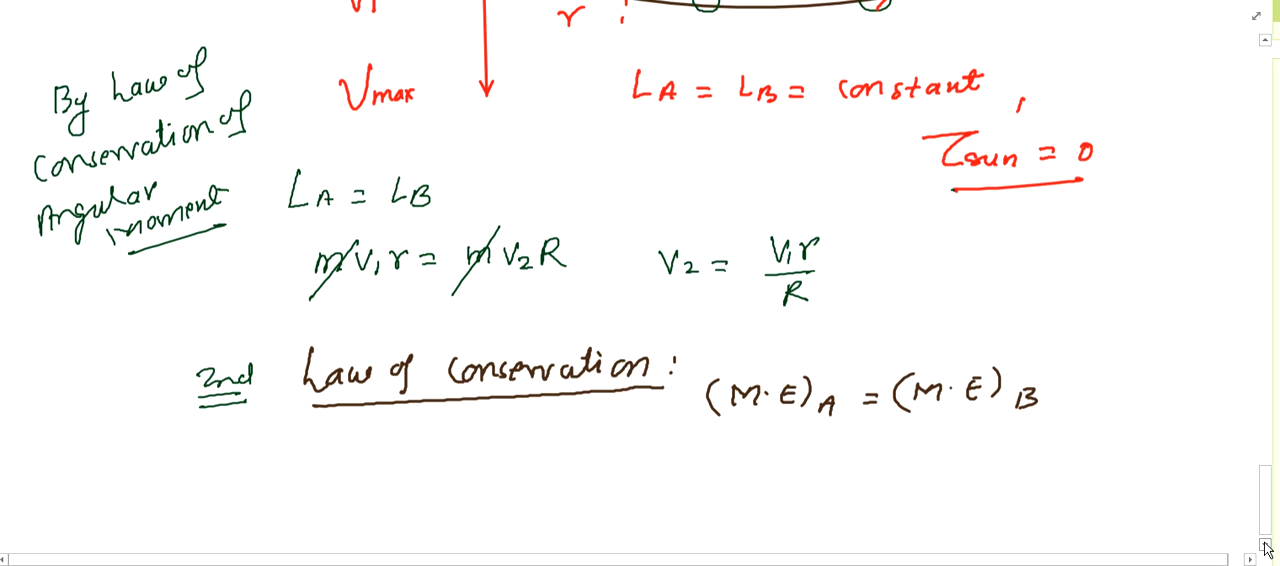 r
By Law of
Conservation of
Angular
moment
Vmax
LA = LB = constant,
τsun = 0
LA = LB
mv₁r = mv₂R
V₂ = V₁r/R
2nd Law of conservation: (M.E)A = (M.E)B